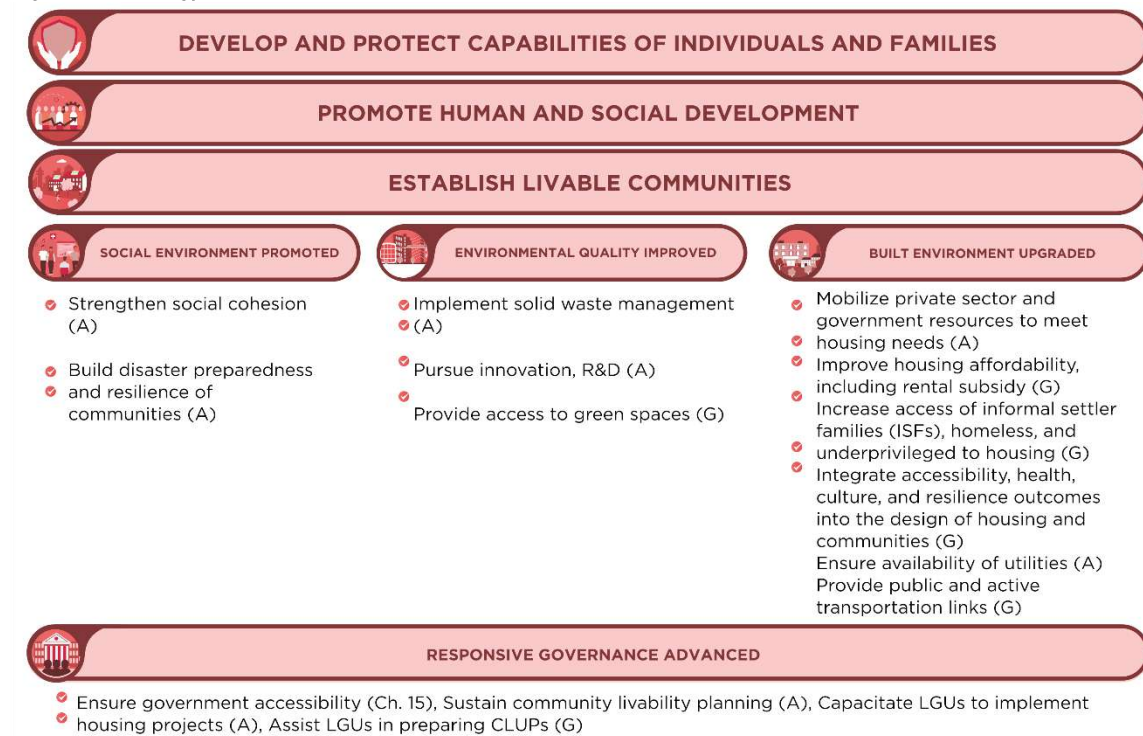 DEVELOP AND PROTECT CAPABILITIES OF INDIVIDUALS AND FAMILIES
PROMOTE HUMAN AND SOCIAL DEVELOPMENT
ESTABLISH LIVABLE COMMUNITIES
SOCIAL ENVIRONMENT PROMOTED
Strengthen social cohesion
(A)
Build disaster preparedness
and resilience of
communities (A)
ENVIRONMENTAL QUALITY IMPROVED
Implement solid waste management
(A)
Pursue innovation, R&D (A)
Provide access to green spaces (G)
BUILT ENVIRONMENT UPGRADED
Mobilize private sector and
government resources to meet
housing needs (A)
Improve housing affordability,
including rental subsidy (G)
Increase access of informal settler
families (ISFs), homeless, and
underprivileged to housing (G)
Integrate accessibility, health,
culture, and resilience outcomes
into the design of housing and
communities (G)
Ensure availability of utilities (A)
Provide public and active
transportation links (G)
RESPONSIVE GOVERNANCE ADVANCED
Ensure government accessibility (Ch. 15), Sustain community livability planning (A), Capacitate LGUs to implement
housing projects (A), Assist LGUs in preparing CLUPs (G)